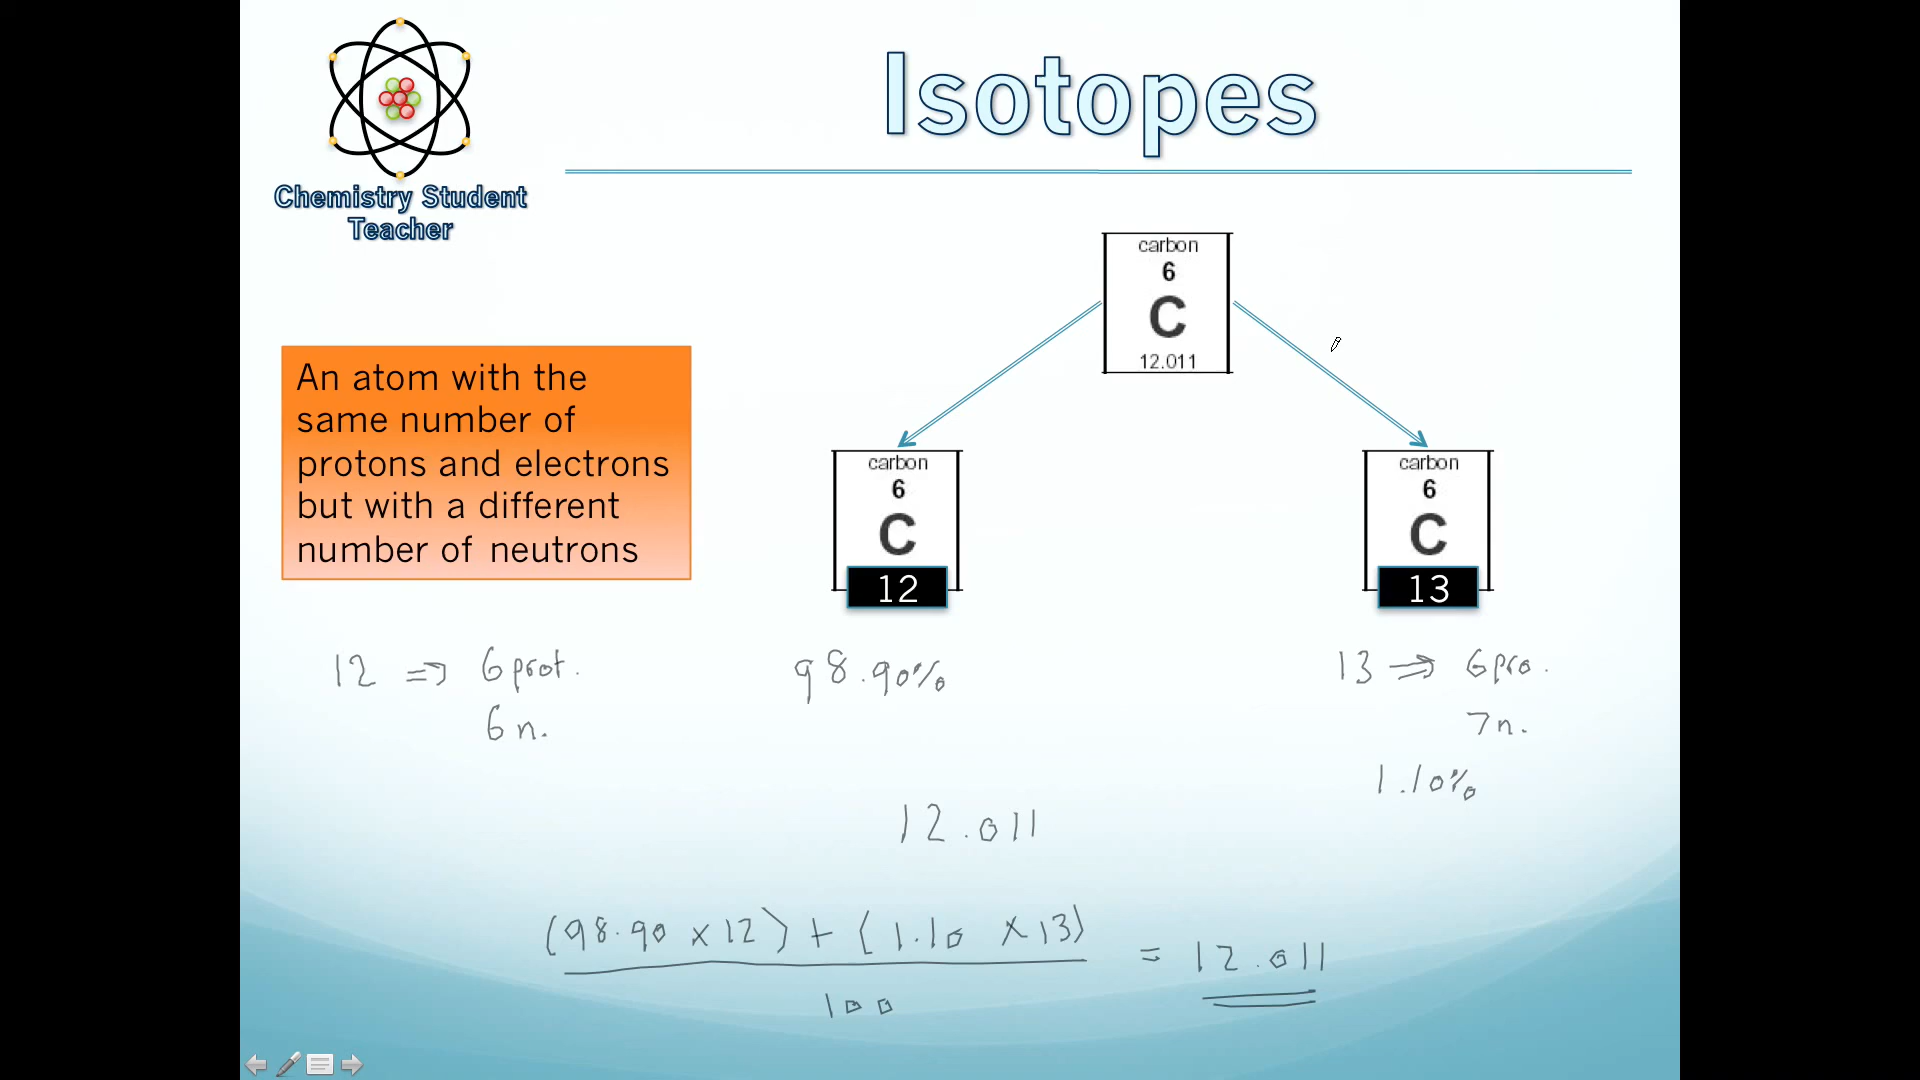 Isotopes
Chemistry Student
Teacher
carbon
6
C
12.011
An atom with the
same number of
protons and electrons
but with a different
number of neutrons
carbon
6
C
12
carbon
6
C
13
12 => 6 prot.
6 n.
98.90%
13 => 6 pro.
7 n.
1.10%
12.011
(98.90 x 12) + (1.10 x 13)
100
= 12.011